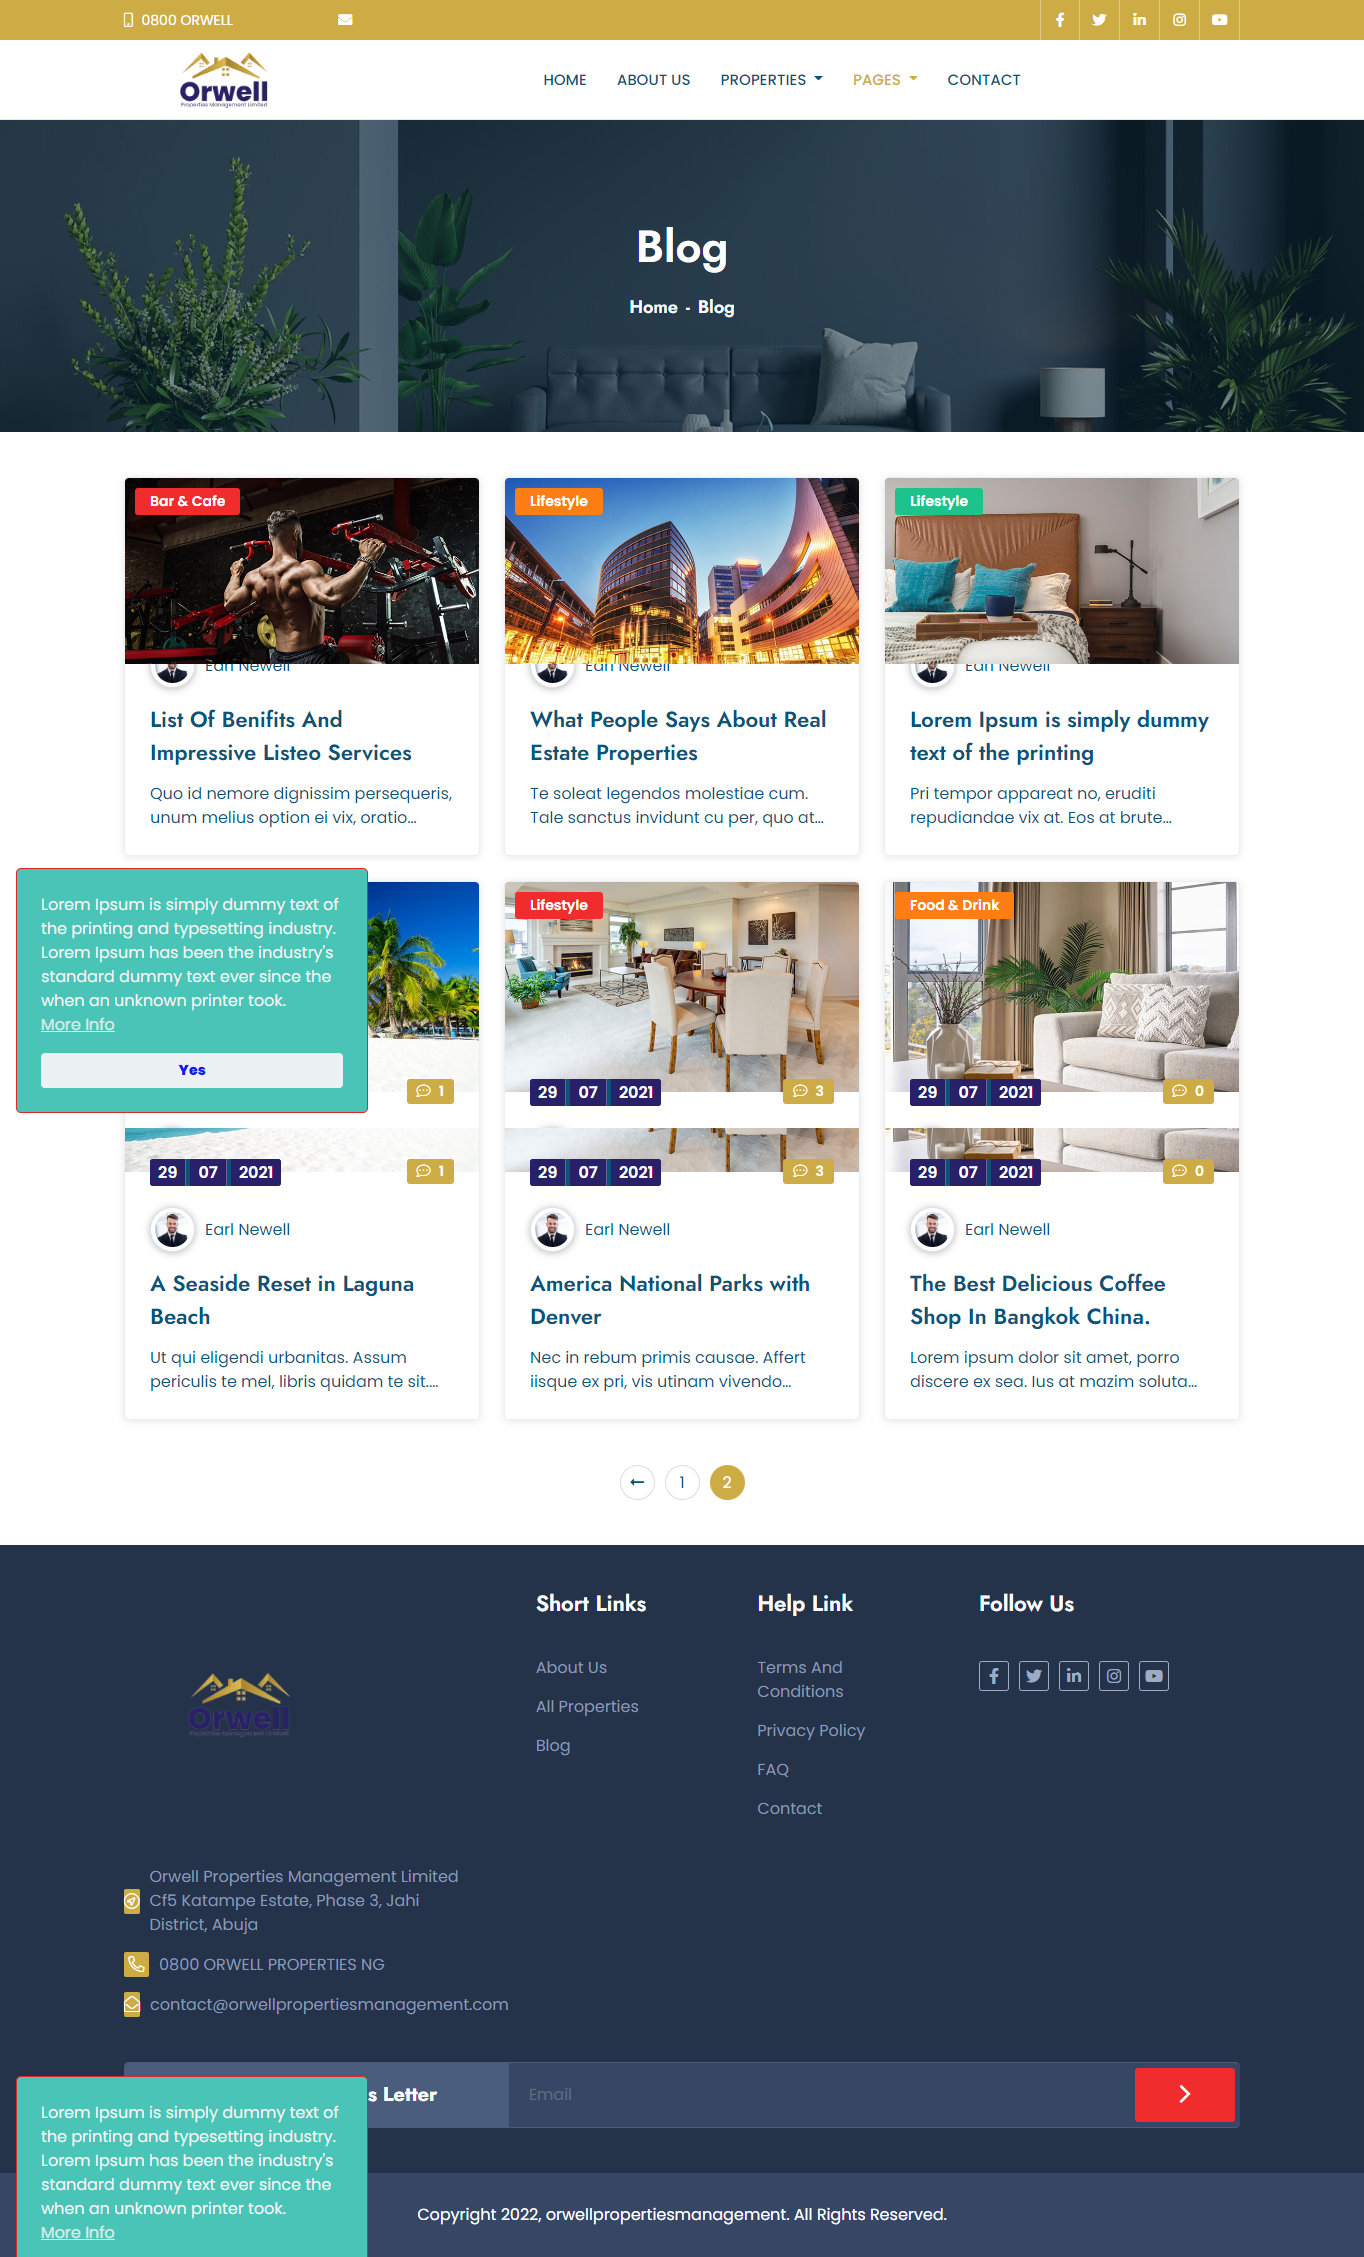 0800 ORWELL
Orwell
Properties Management Limited
HOME
ABOUT US
PROPERTIES
PAGES
CONTACT
Blog
Home - Blog
Bar & Cafe
Earl Newell
List Of Benifits And
Impressive Listeo Services
Quo id nemore dignissim persequeris,
unum melius option ei vix, oratio...
Lifestyle
Earl Newell
What People Says About Real
Estate Properties
Te soleat legendos molestiae cum.
Tale sanctus invidunt cu per, quo at...
Lifestyle
Earl Newell
Lorem Ipsum is simply dummy
text of the printing
Pri tempor appareat no, eruditi
repudiandae vix at. Eos at brute...
Lorem Ipsum is simply dummy text of
the printing and typesetting industry.
Lorem Ipsum has been the industry's
standard dummy text ever since the
when an unknown printer took.
More Info
Yes
1
Lifestyle
29 07 2021
3
Food & Drink
29 07 2021
0
29 07 2021
1
Earl Newell
A Seaside Reset in Laguna
Beach
Ut qui eligendi urbanitas. Assum
periculis te mel, libris quidam te sit....
29 07 2021
3
Earl Newell
America National Parks with
Denver
Nec in rebum primis causae. Affert
iisque ex pri, vis utinam vivendo...
29 07 2021
0
Earl Newell
The Best Delicious Coffee
Shop In Bangkok China.
Lorem ipsum dolor sit amet, porro
discere ex sea. Ius at mazim soluta...
1
2
Orwell
Properties Management Limited
Short Links
About Us
All Properties
Blog
Help Link
Terms And
Conditions
Privacy Policy
FAQ
Contact
Follow Us
Orwell Properties Management Limited
Cf5 Katampe Estate, Phase 3, Jahi
District, Abuja
0800 ORWELL PROPERTIES NG
contact@orwellpropertiesmanagement.com
s Letter
Email
Lorem Ipsum is simply dummy text of
the printing and typesetting industry.
Lorem Ipsum has been the industry's
standard dummy text ever since the
when an unknown printer took.
More Info
Copyright 2022, orwellpropertiesmanagement. All Rights Reserved.